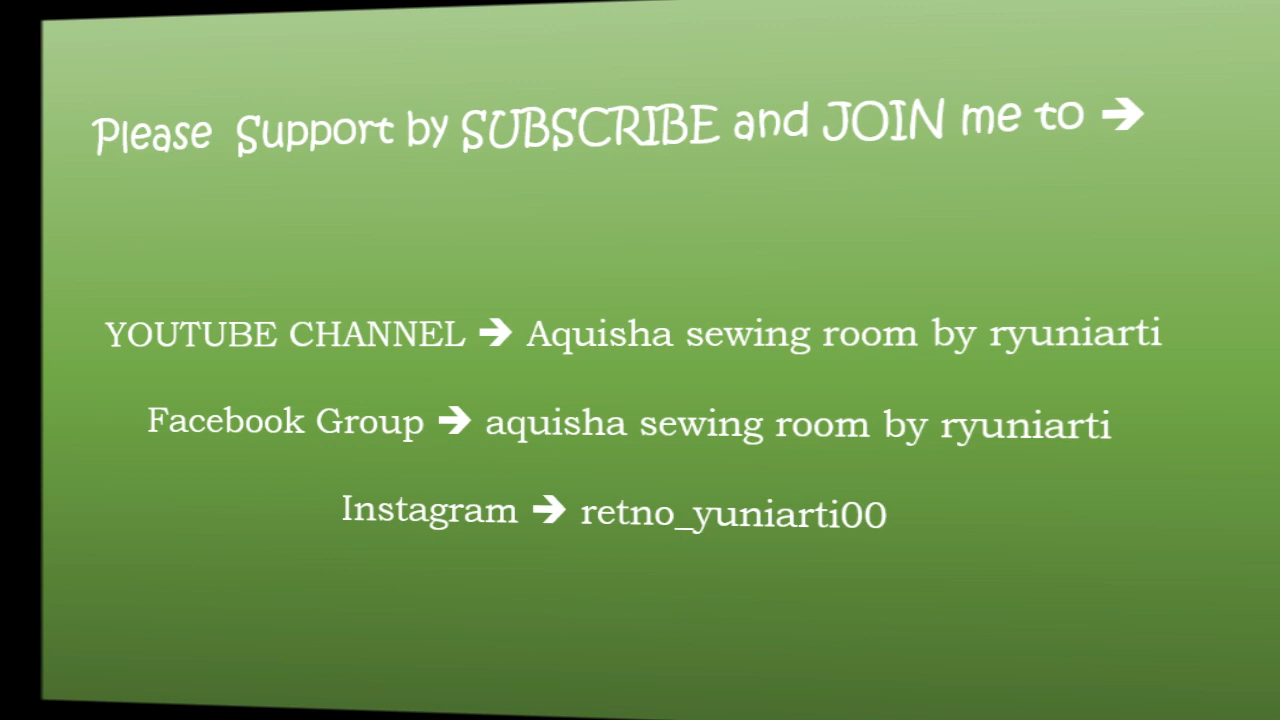 Please Support by SUBSCRIBE and JOIN me to ➔
YOUTUBE CHANNEL ➔ Aquisha sewing room by ryuniarti
Facebook Group ➔ aquisha sewing room by ryuniarti
Instagram ➔ retno_yuniarti00